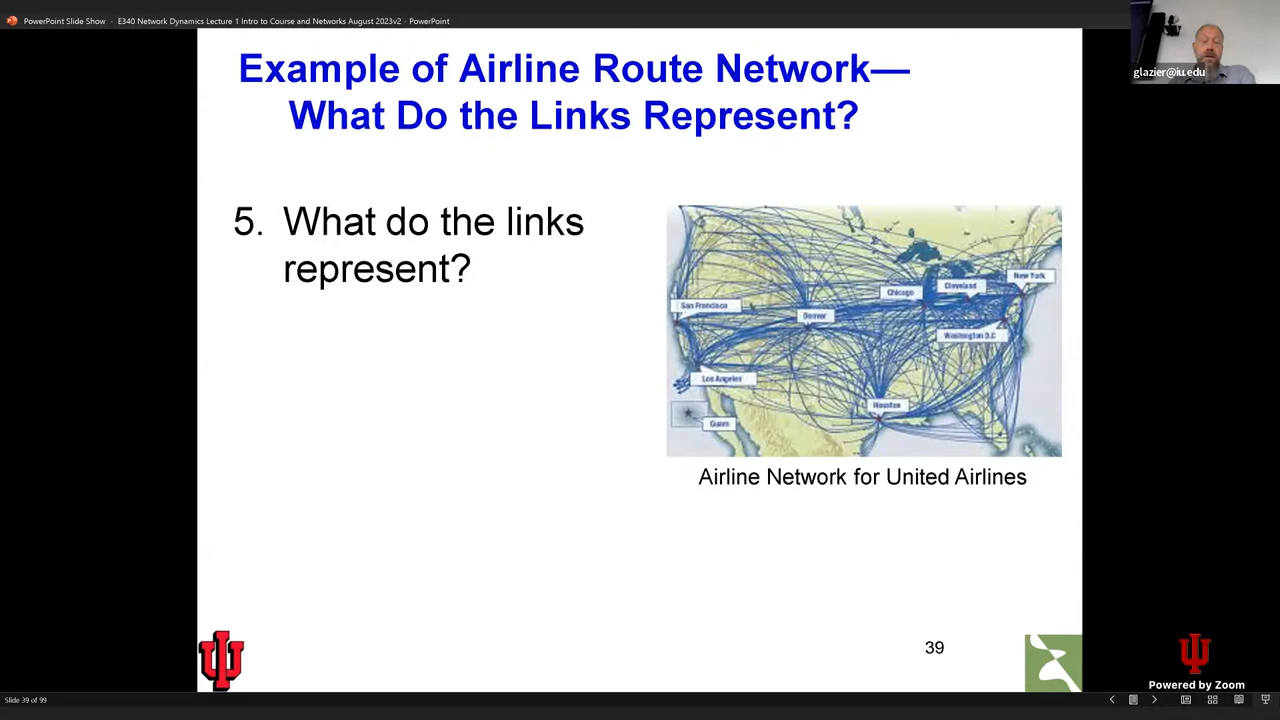 PowerPoint Slide Show - E340 Network Dynamics Lecture 1 Intro to Course and Networks August 2023v2 - PowerPoint
glazier@iu.edu
Example of Airline Route Network—
What Do the Links Represent?
5. What do the links
represent?
New York
Cleveland
Chicago
San Francisco
Denver
Washington D.C
Los Angeles
Houston
Guam
Airline Network for United Airlines
39
Powered by Zoom
Slide 39 of 99